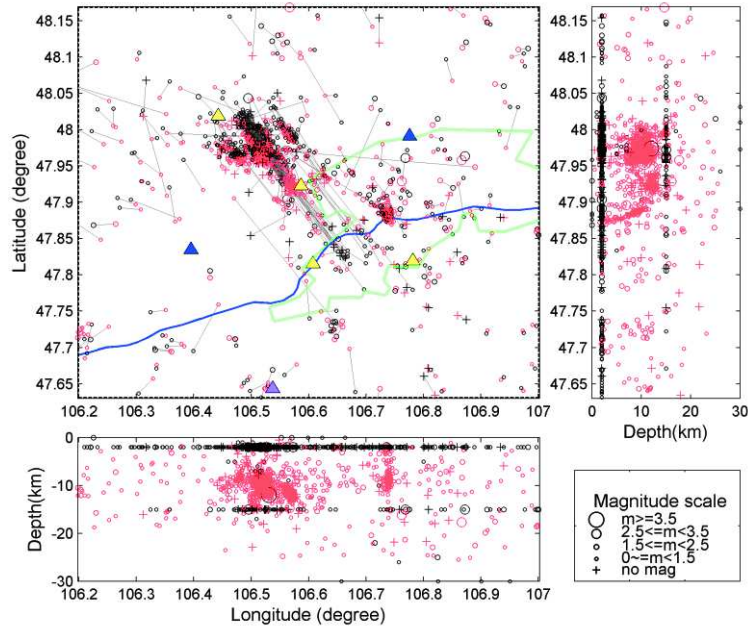 48.15
48.1
48.05
48
47.95
47.9
47.85
47.8
47.75
47.7
47.65
Latitude (degree)
106.2 106.3 106.4 106.5 106.6 106.7 106.8 106.9 107
48.15
48.1
48.05
48
47.95
47.9
47.85
47.8
47.75
47.7
47.65
0 10 20 30
Depth(km)
0
-10
-20
-30
Depth(km)
106.2 106.3 106.4 106.5 106.6 106.7 106.8 106.9 107
Longitude (degree)
Magnitude scale
m>=3.5
2.5<=m<3.5
1.5<=m<2.5
0~=m<1.5
no mag